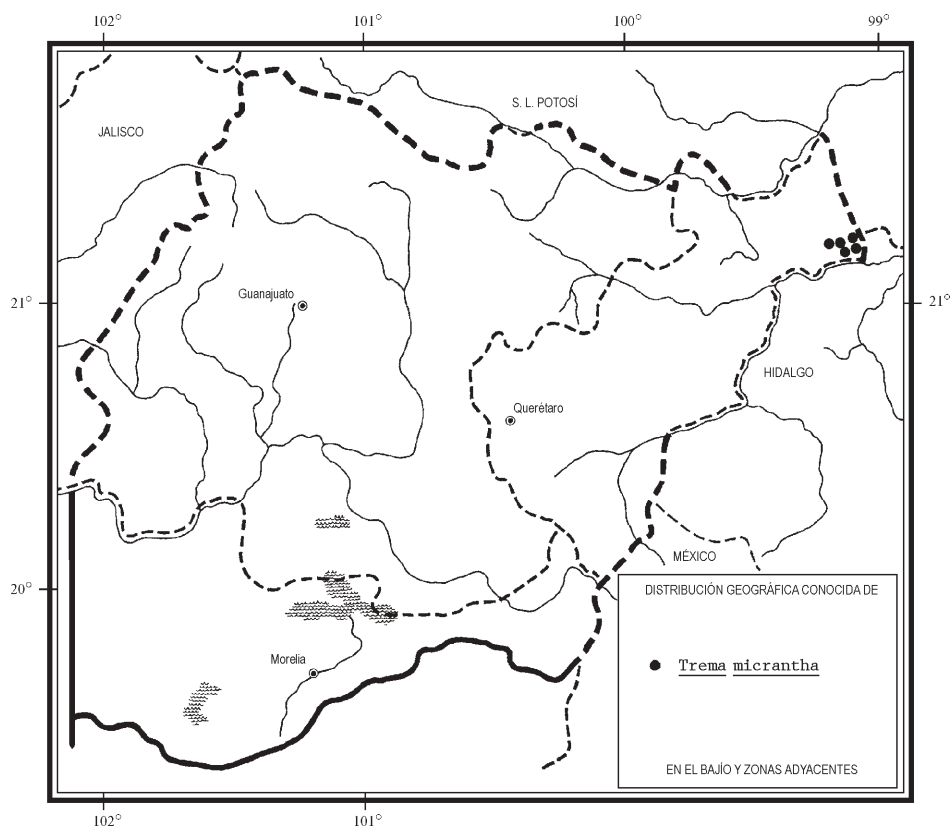 102° 101° 100° 99°
S. L. POTOSÍ
JALISCO
Guanajuato
21° 21°
HIDALGO
Querétaro
MÉXICO
20°
DISTRIBUCIÓN GEOGRÁFICA CONOCIDA DE
Morelia
Trema micrantha
EN EL BAJÍO Y ZONAS ADYACENTES
102° 101°